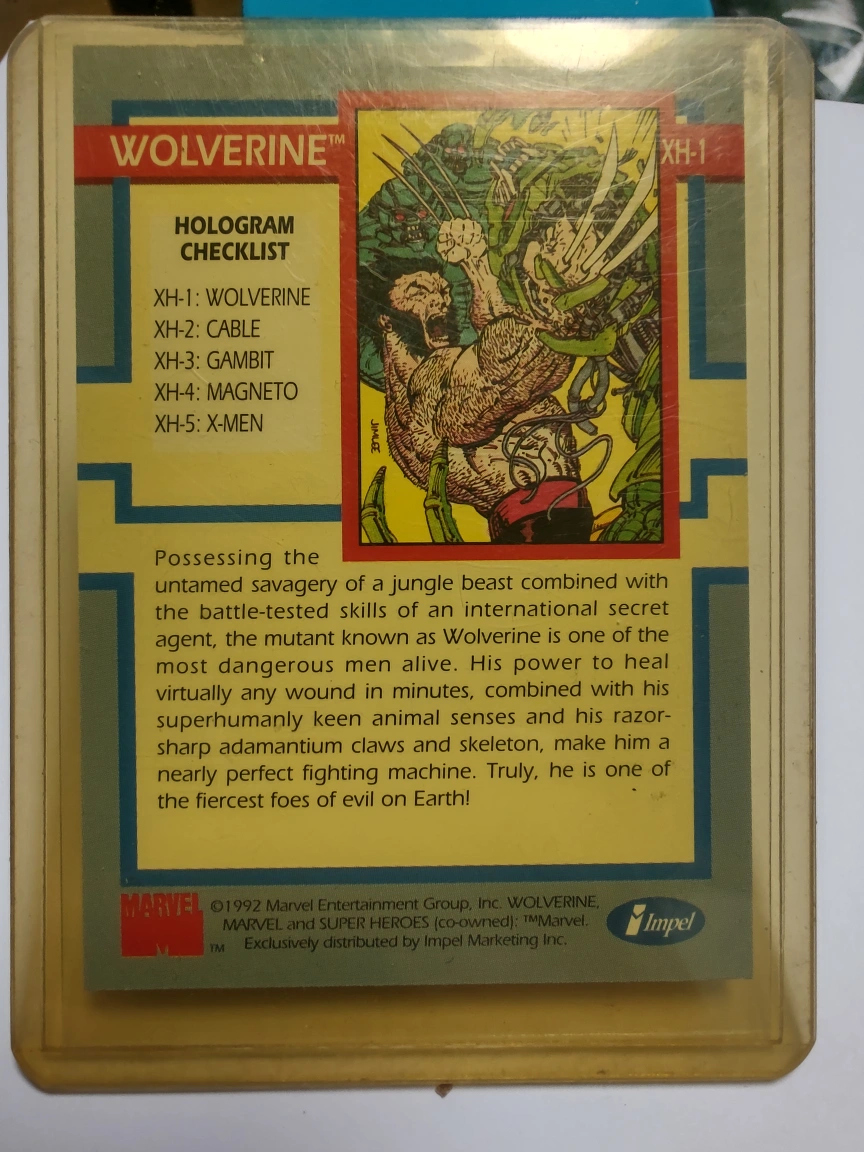 WOLVERINE™
XH-1
HOLOGRAM
CHECKLIST
XH-1: WOLVERINE
XH-2: CABLE
XH-3: GAMBIT
XH-4: MAGNETO
XH-5: X-MEN
JIM LEE
Possessing the
untamed savagery of a jungle beast combined with
the battle-tested skills of an international secret
agent, the mutant known as Wolverine is one of the
most dangerous men alive. His power to heal
virtually any wound in minutes, combined with his
superhumanly keen animal senses and his razor-
sharp adamantium claws and skeleton, make him a
nearly perfect fighting machine. Truly, he is one of
the fiercest foes of evil on Earth!
MARVEL
™
©1992 Marvel Entertainment Group, Inc. WOLVERINE,
MARVEL and SUPER HEROES (co-owned): ™Marvel.
Exclusively distributed by Impel Marketing Inc.
Impel